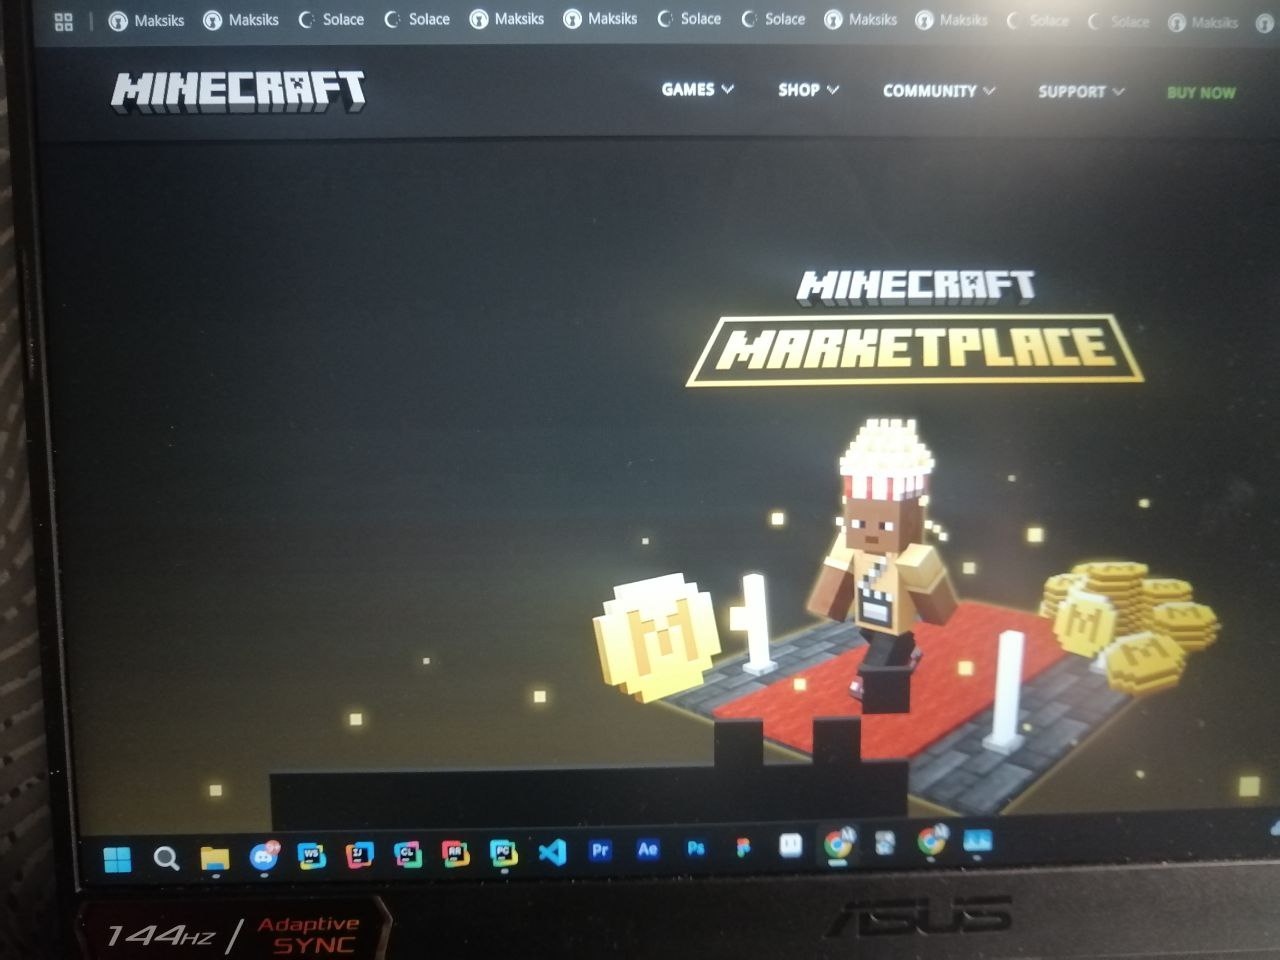 Maksiks Maksiks Solace Solace Maksiks Maksiks Solace Solace Maksiks Maksiks Solace Solace Maksiks
MINECRAFT
GAMES SHOP COMMUNITY SUPPORT BUY NOW
MINECRAFT
MARKETPLACE
M
M
M
M
9+
WS
IJ
CL
RR
PC
Pr
Ae
Ps
M
M
144HZ / Adaptive SYNC
ASUS